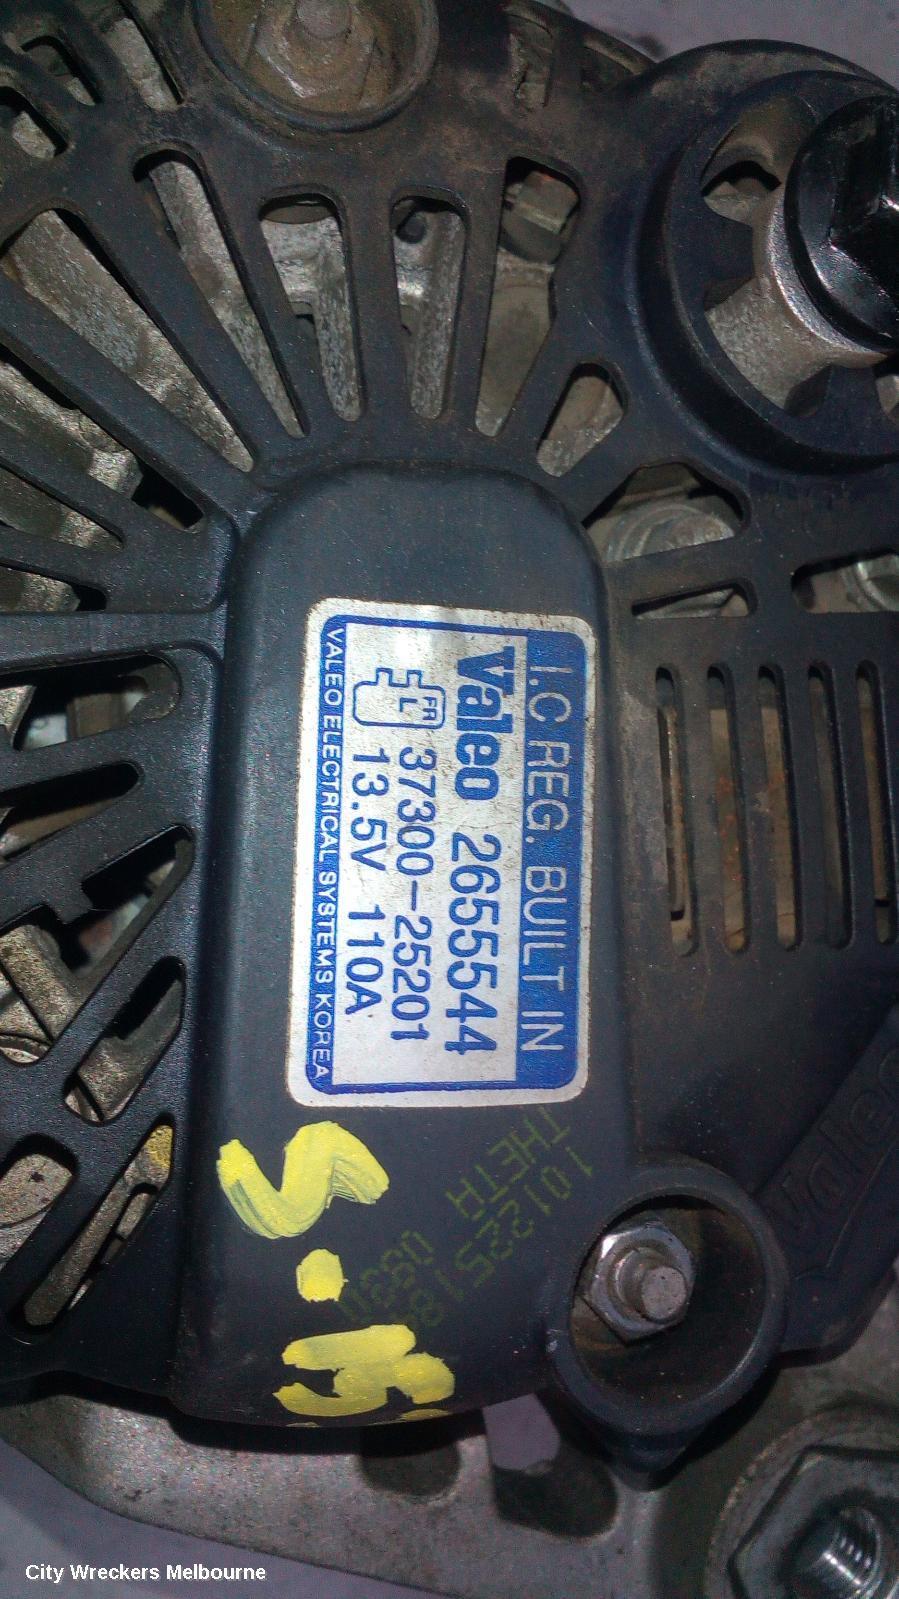 I.C REG. BUILT IN
Valeo 2655544
FR
L
37300-25201
13.5V 110A
VALEO ELECTRICAL SYSTEMS KOREA
THETA
Valeo
City Wreckers Melbourne